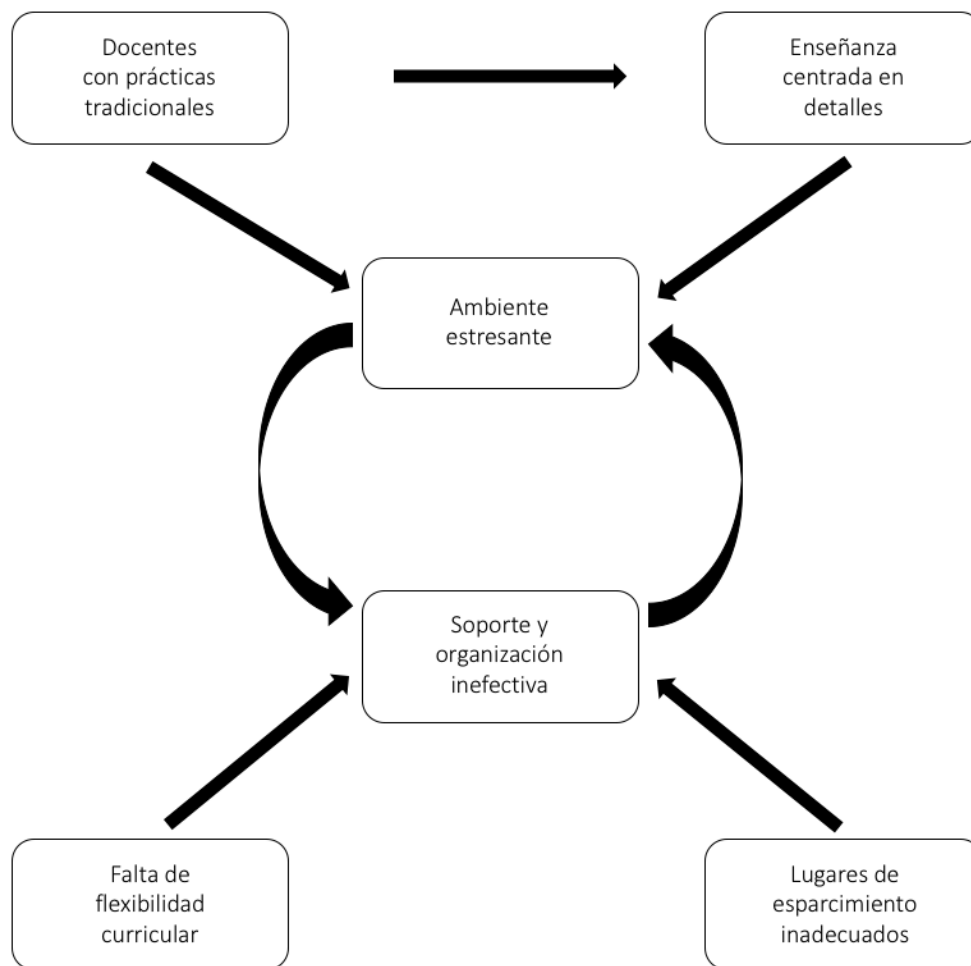 Docentes
con prácticas
tradicionales
Enseñanza
centrada en
detalles
Ambiente
estresante
Soporte y
organización
inefectiva
Falta de
flexibilidad
curricular
Lugares de
esparcimiento
inadecuados